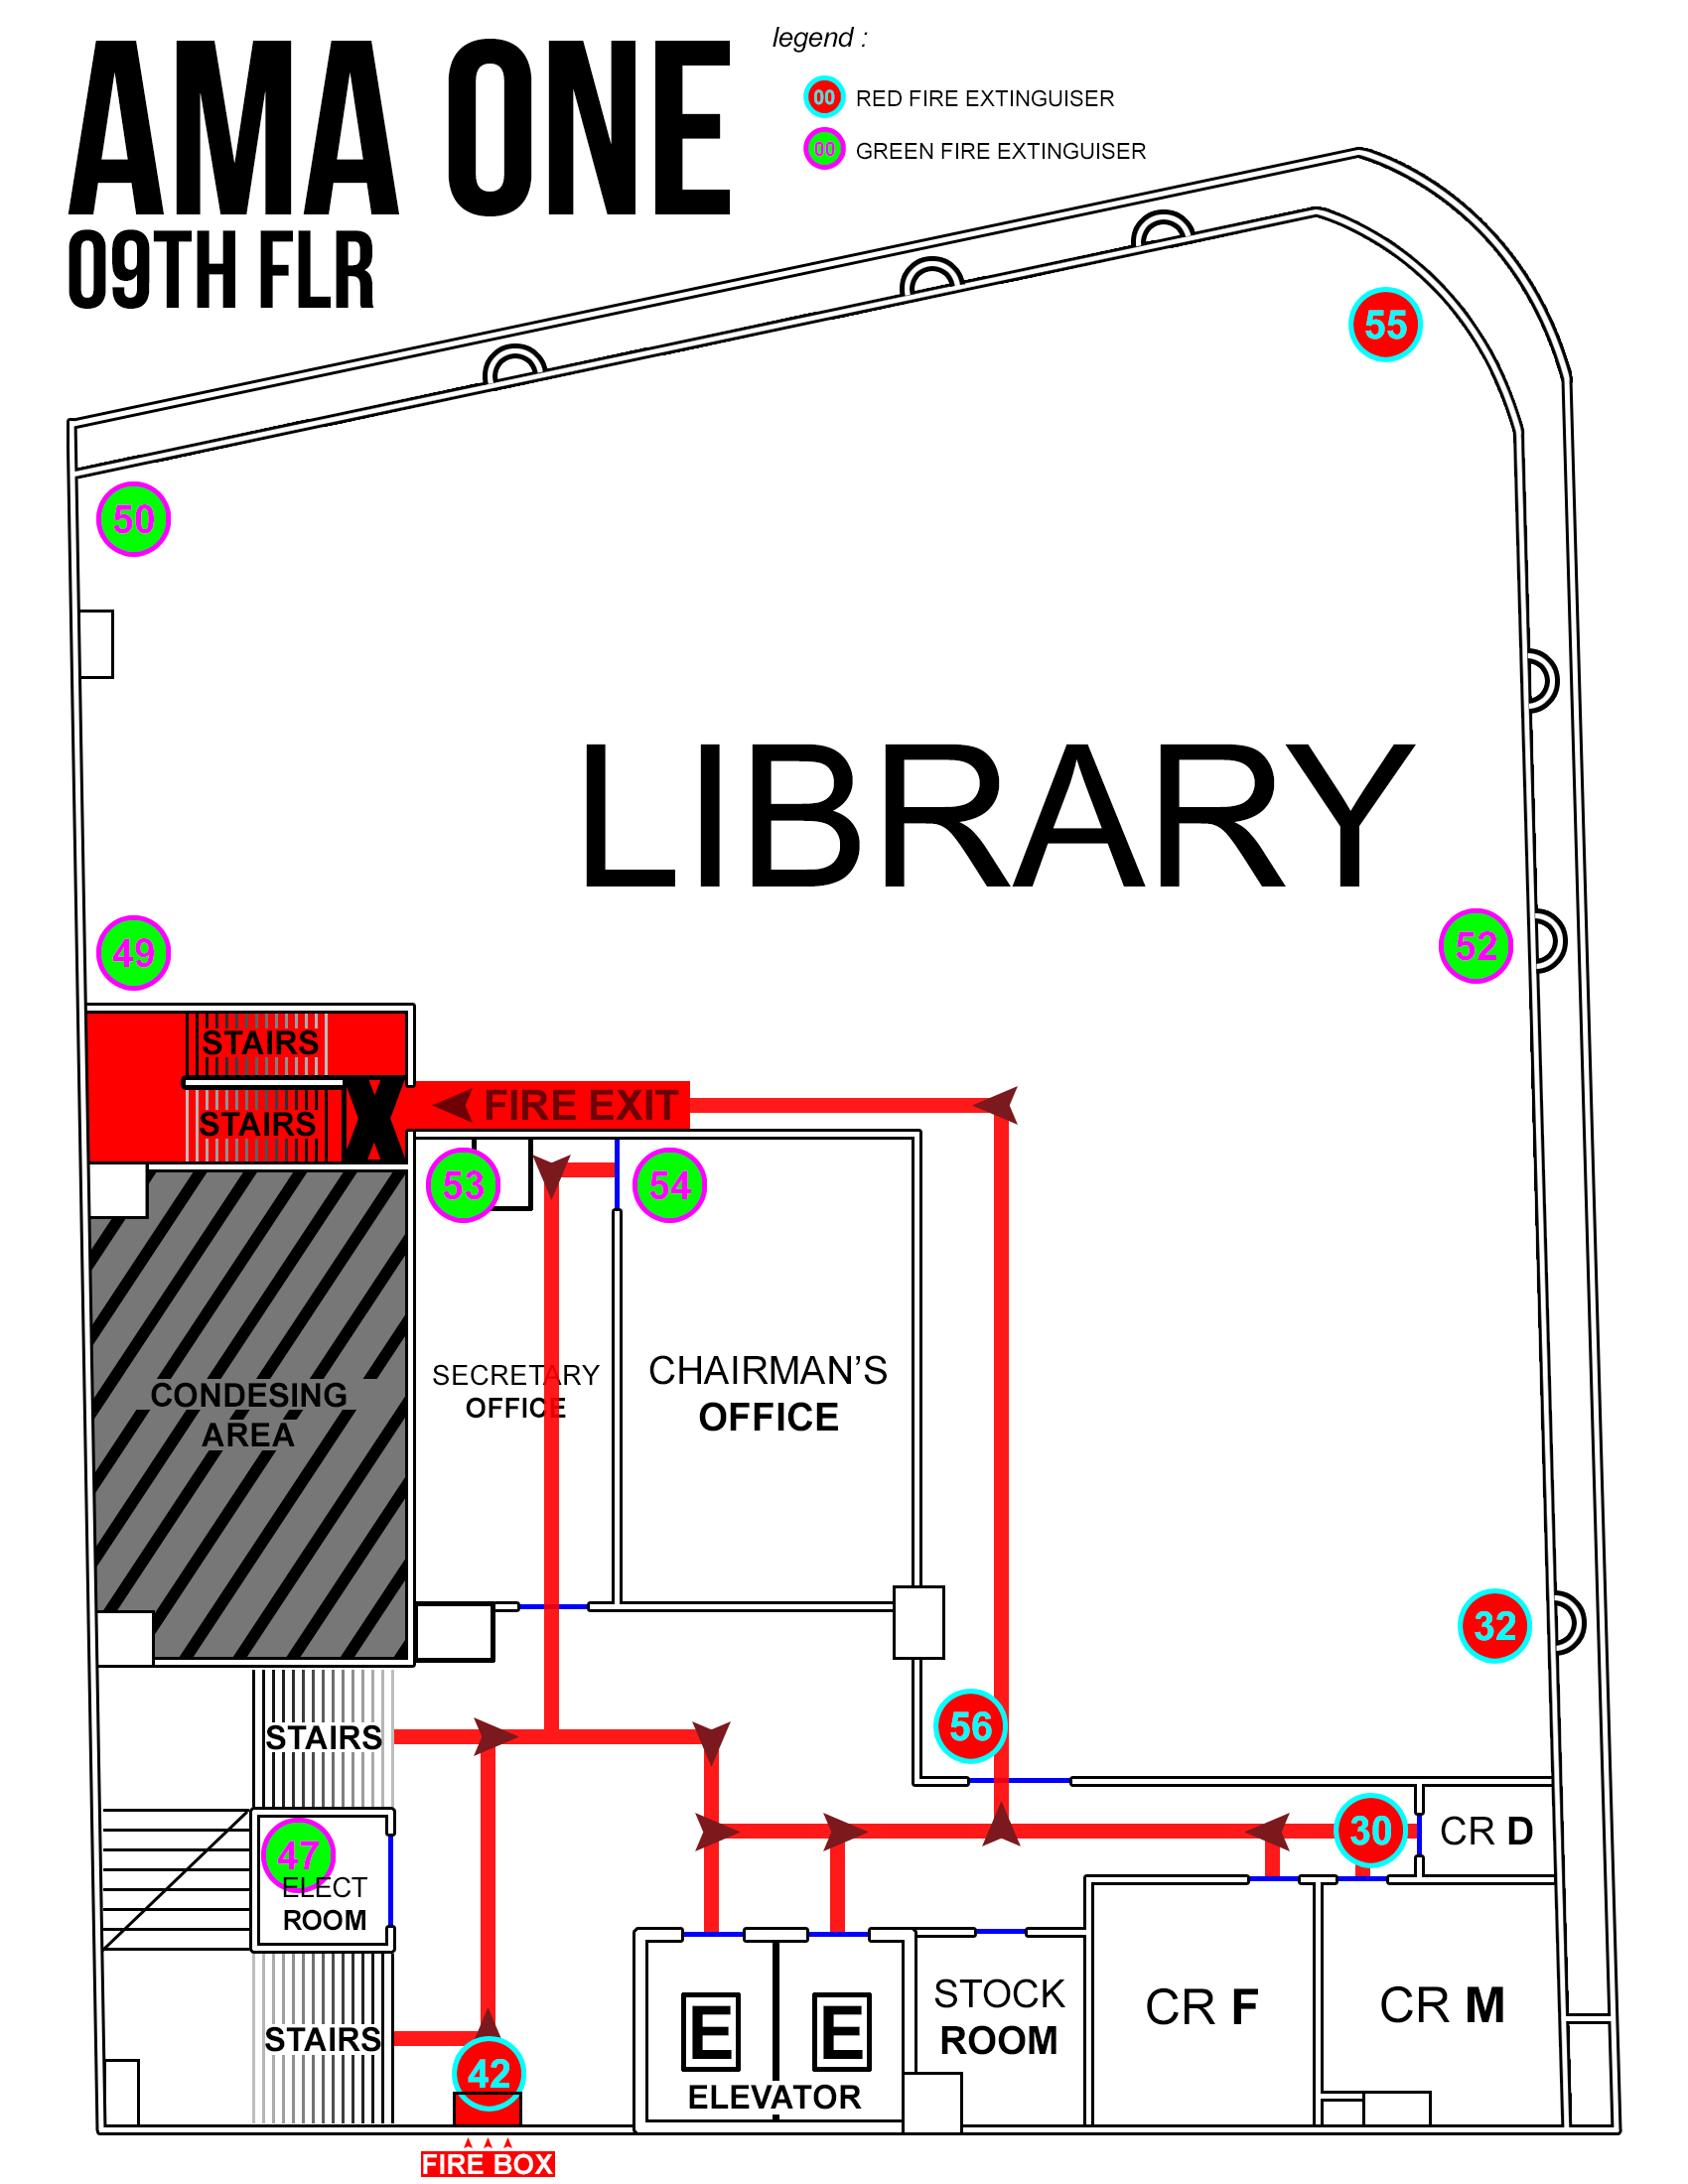 AMA ONE
09TH FLR
legend :
00 RED FIRE EXTINGUISER
00 GREEN FIRE EXTINGUISER
55
50
LIBRARY
49
52
STAIRS
STAIRS
X
FIRE EXIT
53
54
SECRETARY
OFFICE
CHAIRMAN’S
OFFICE
CONDESING
AREA
32
56
STAIRS
30
CR D
47
ELECT
ROOM
STOCK
ROOM
CR F
CR M
E
E
ELEVATOR
STAIRS
42
FIRE BOX